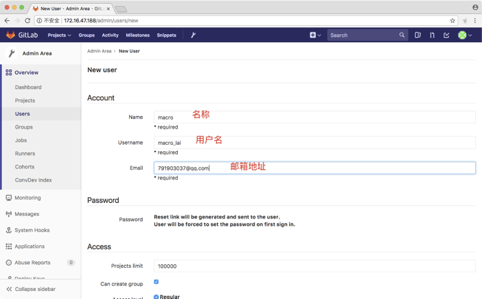 New User · Admin Area · GitLab
不安全 172.16.47.168/admin/users/new
GitLab Projects Groups Activity Milestones Snippets Search
Admin Area
Overview
Dashboard
Projects
Users
Groups
Jobs
Runners
Cohorts
ConvDev Index
Monitoring
Messages
System Hooks
Applications
Abuse Reports 0
Deploy Keys
Collapse sidebar
Admin Area › New User
New user
Account
Name macro 名称
* required
Username macro_lai 用户名
* required
Email 791903037@qq.com 邮箱地址
* required
Password
Password Reset link will be generated and sent to the user.
User will be forced to set the password on first sign in.
Access
Projects limit 100000
Can create group
Access level Regular